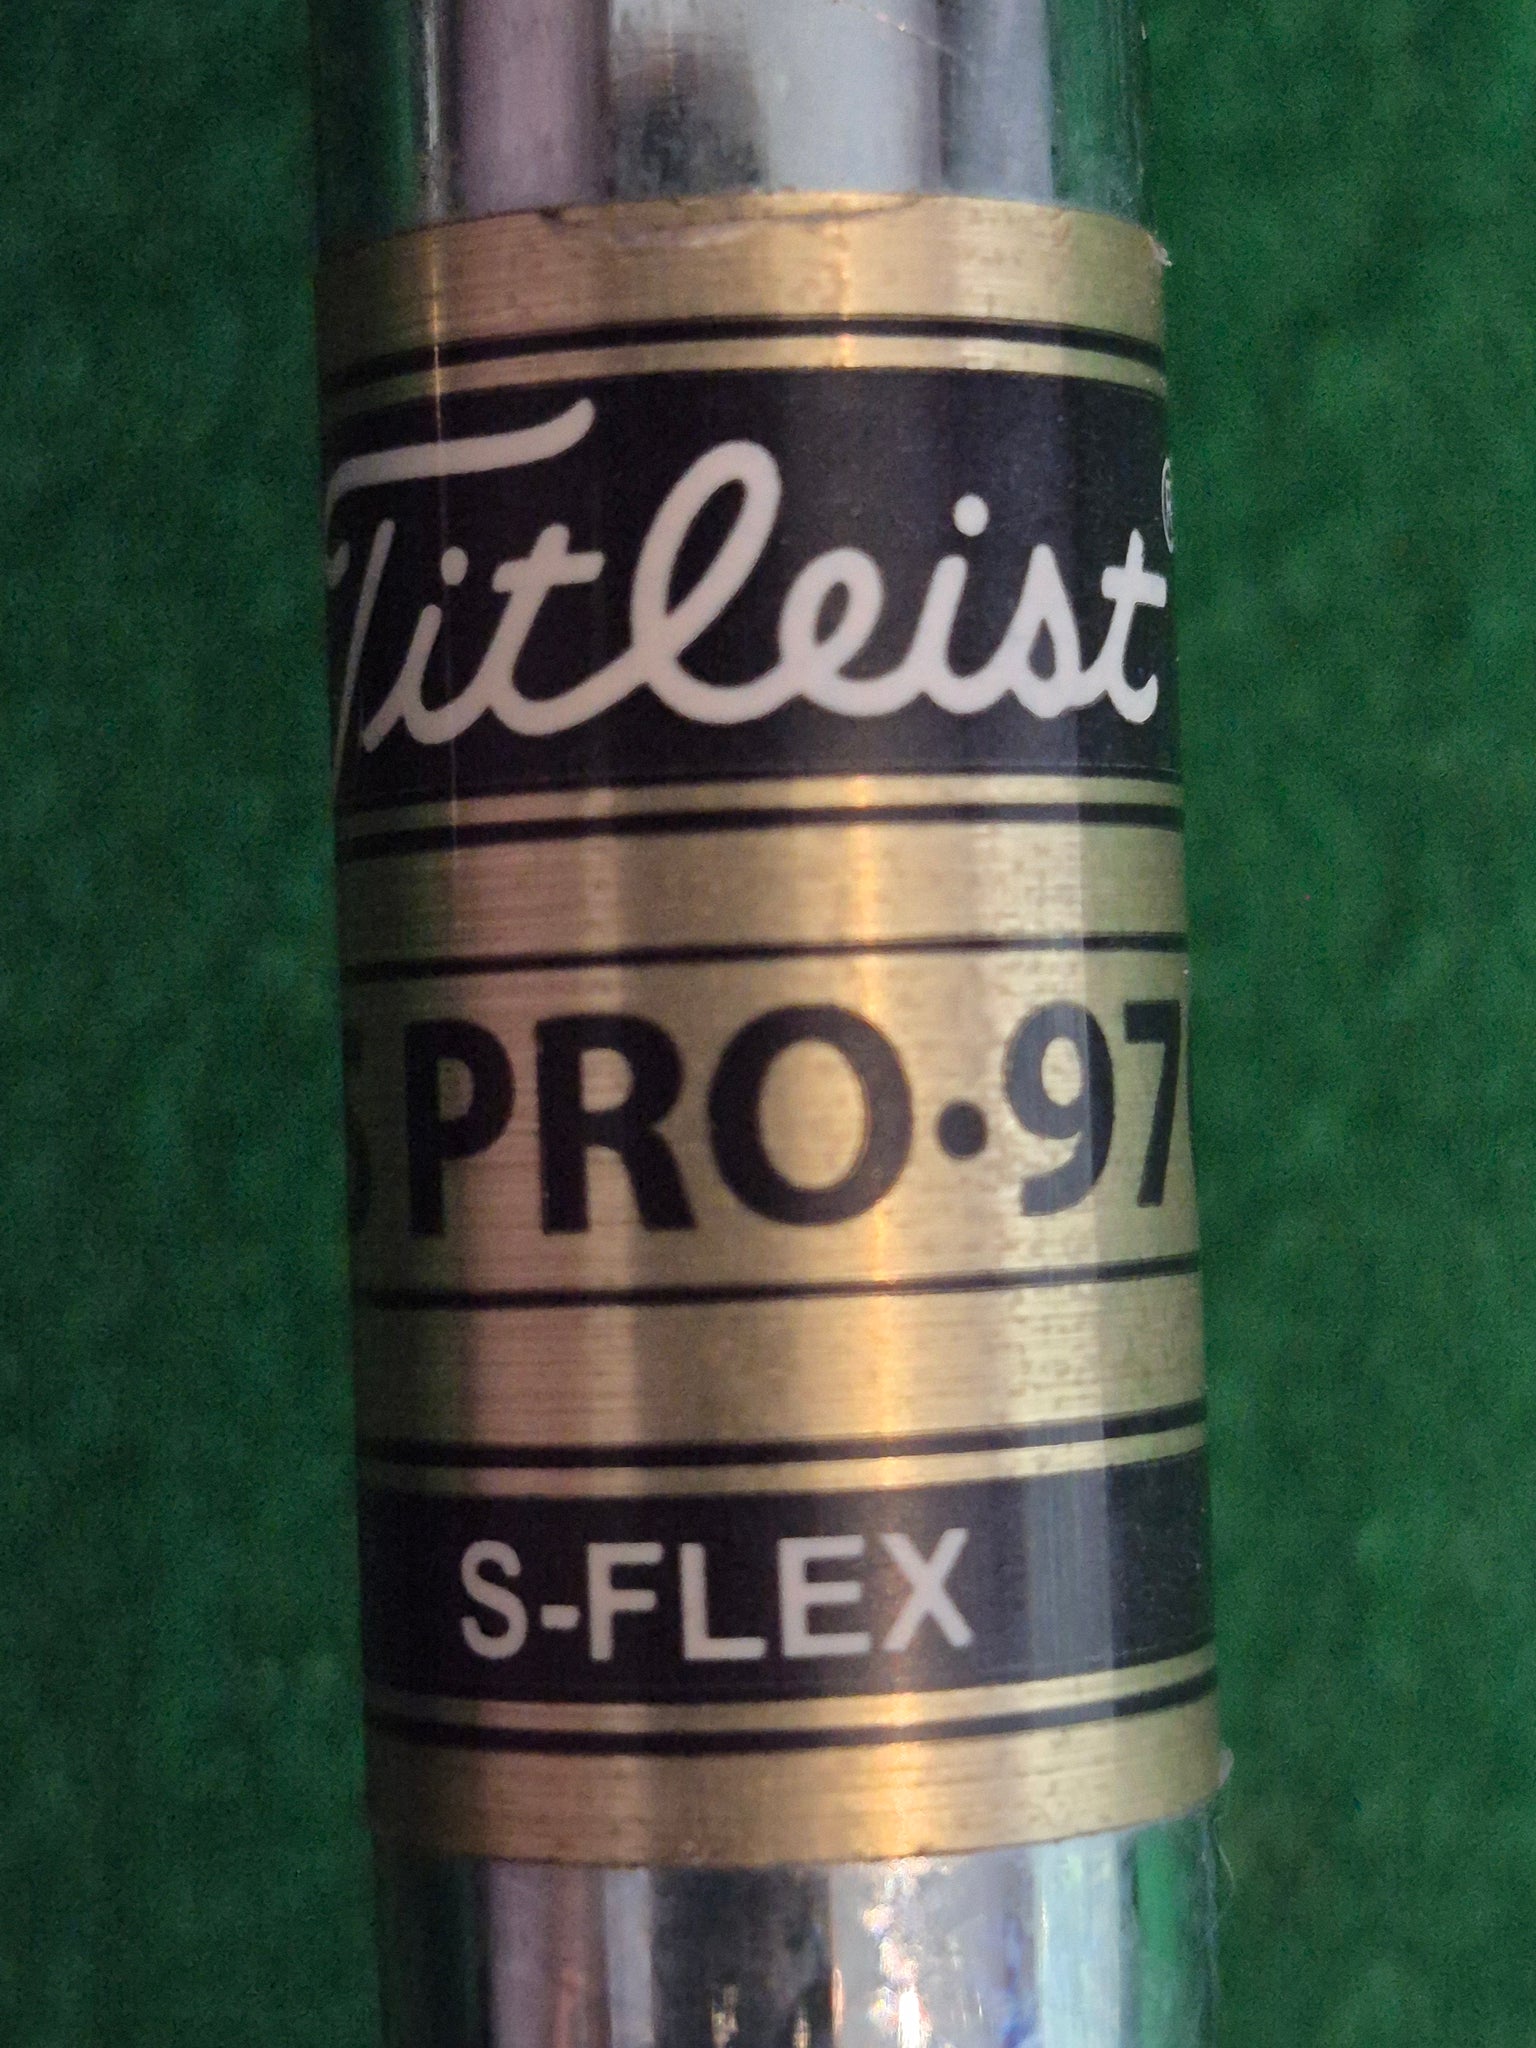 Titleist®
S PRO•97
S-FLEX